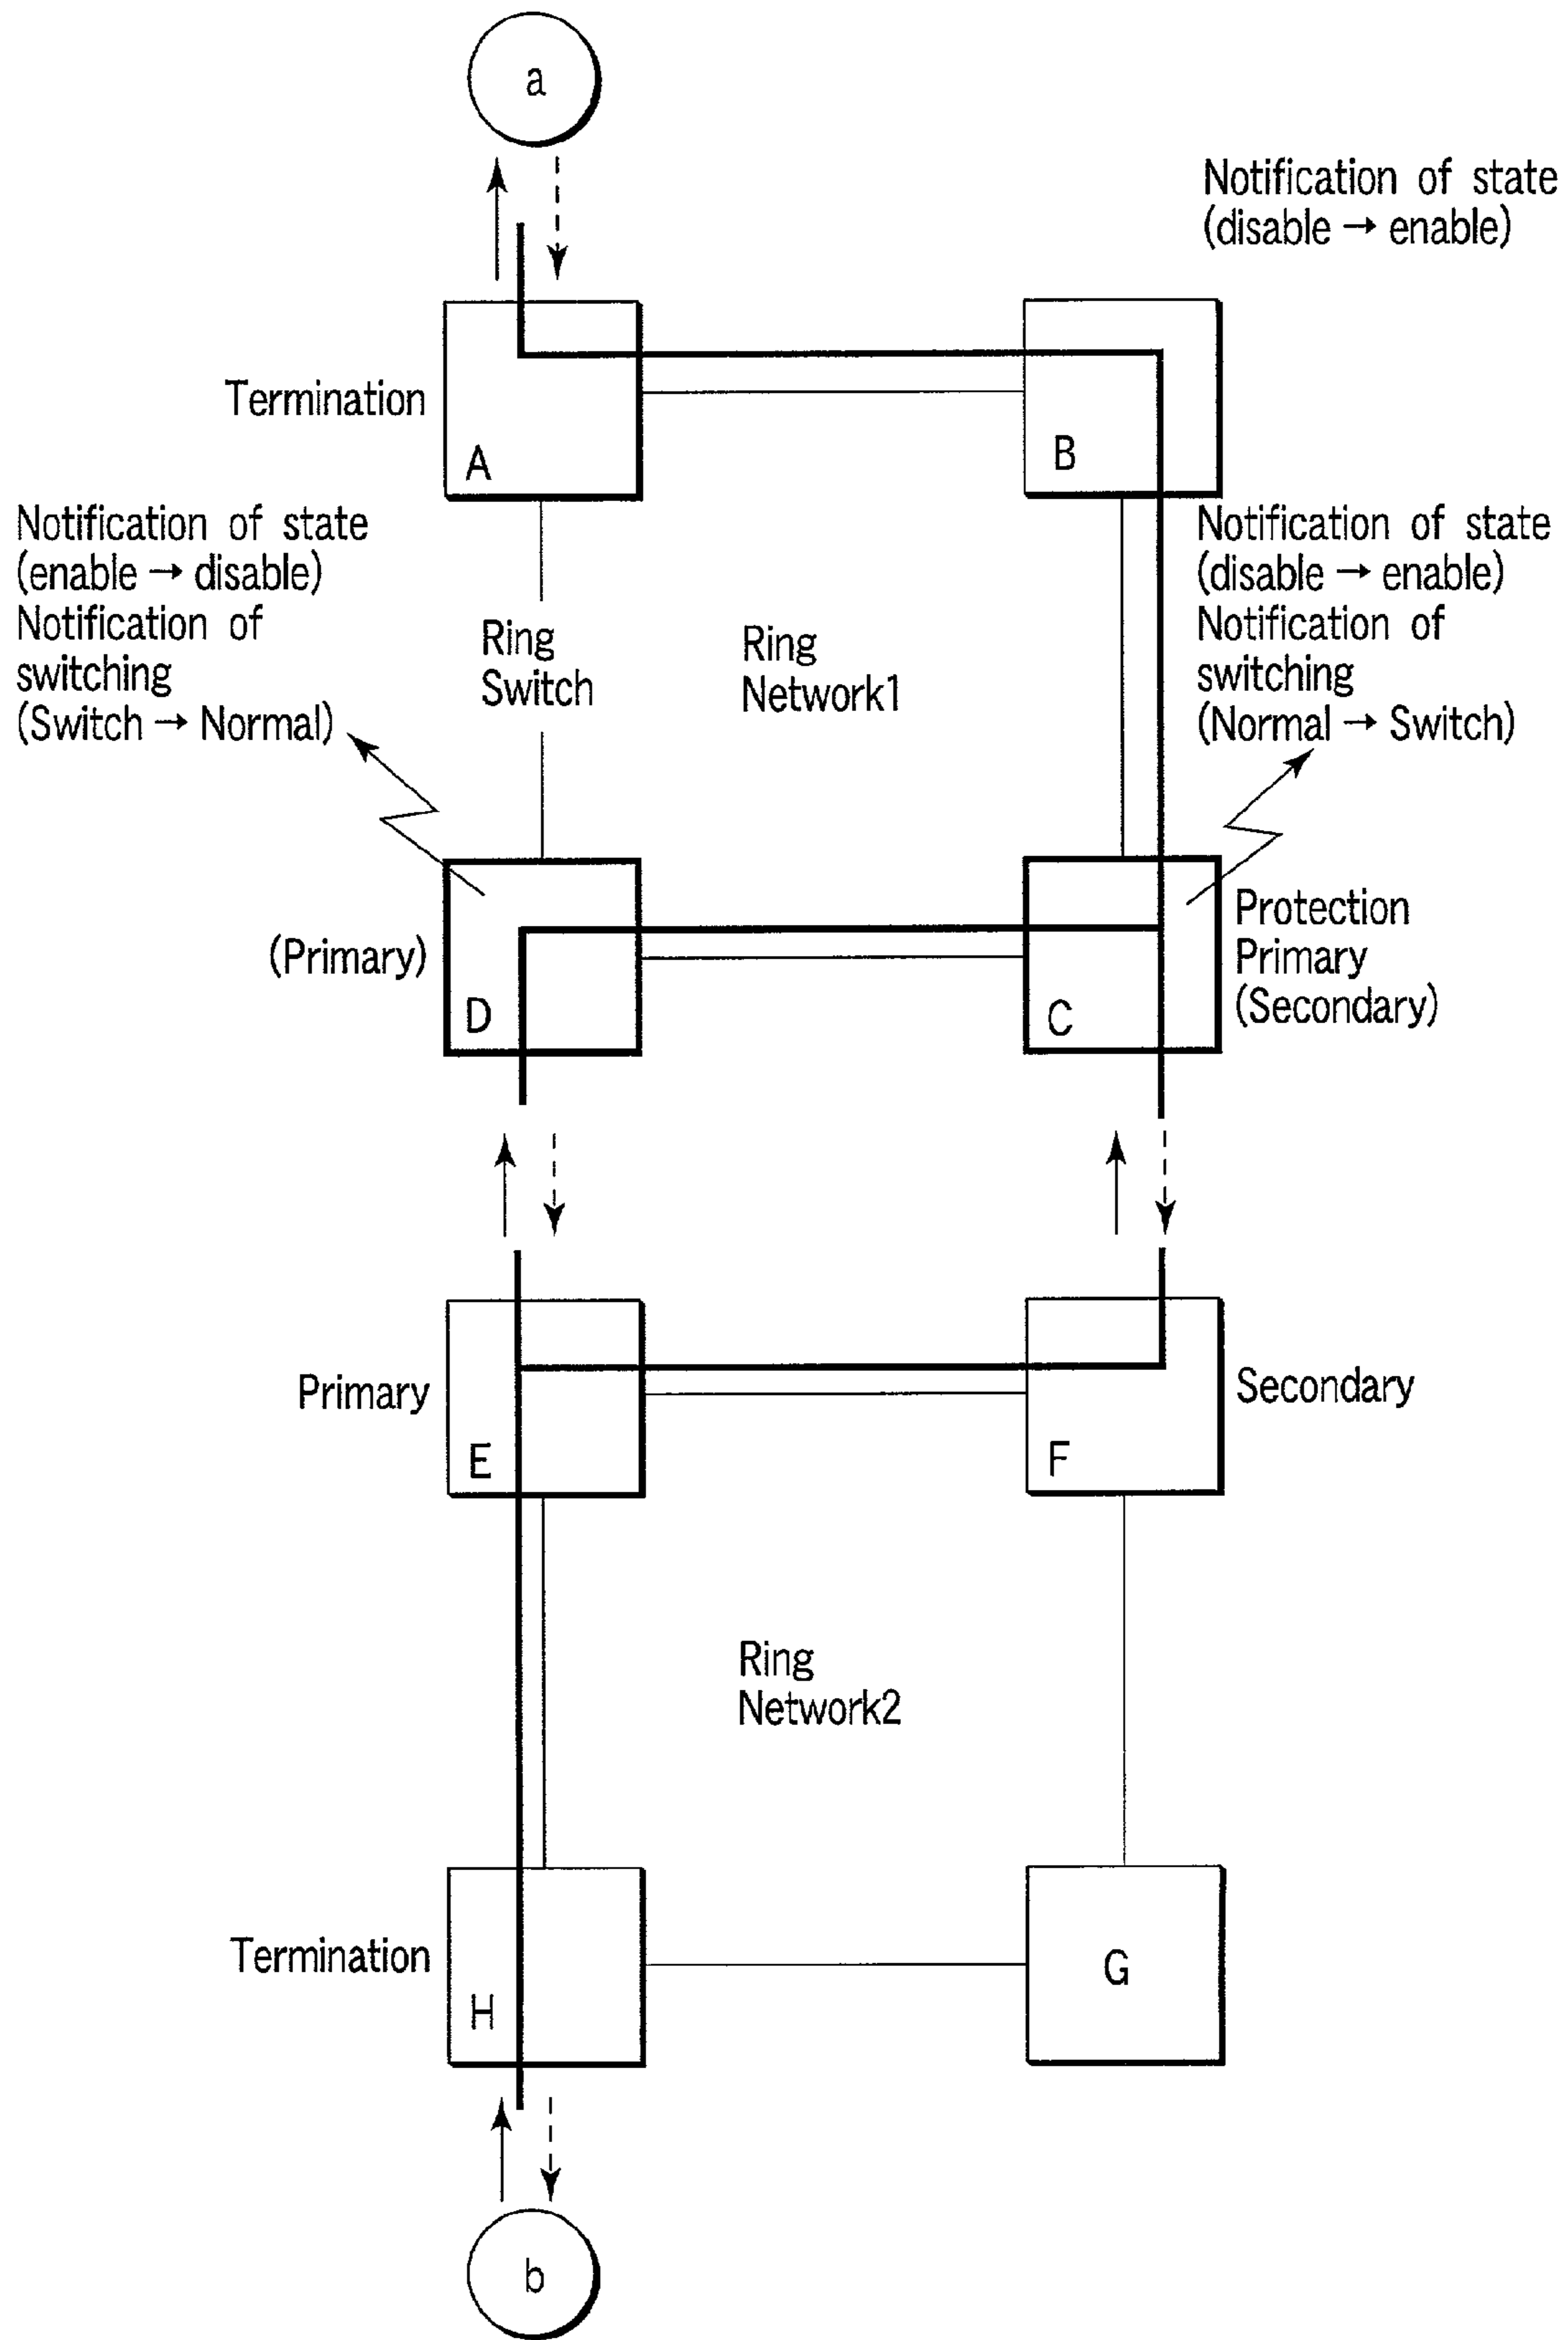 a
Notification of state
(disable → enable)
Termination
A
B
Notification of state
(enable → disable)
Notification of
switching
(Switch → Normal)
Ring
Switch
Ring
Network1
Notification of state
(disable → enable)
Notification of
switching
(Normal → Switch)
(Primary)
D
C
Protection
Primary
(Secondary)
Primary
E
F
Secondary
Ring
Network2
Termination
H
G
b